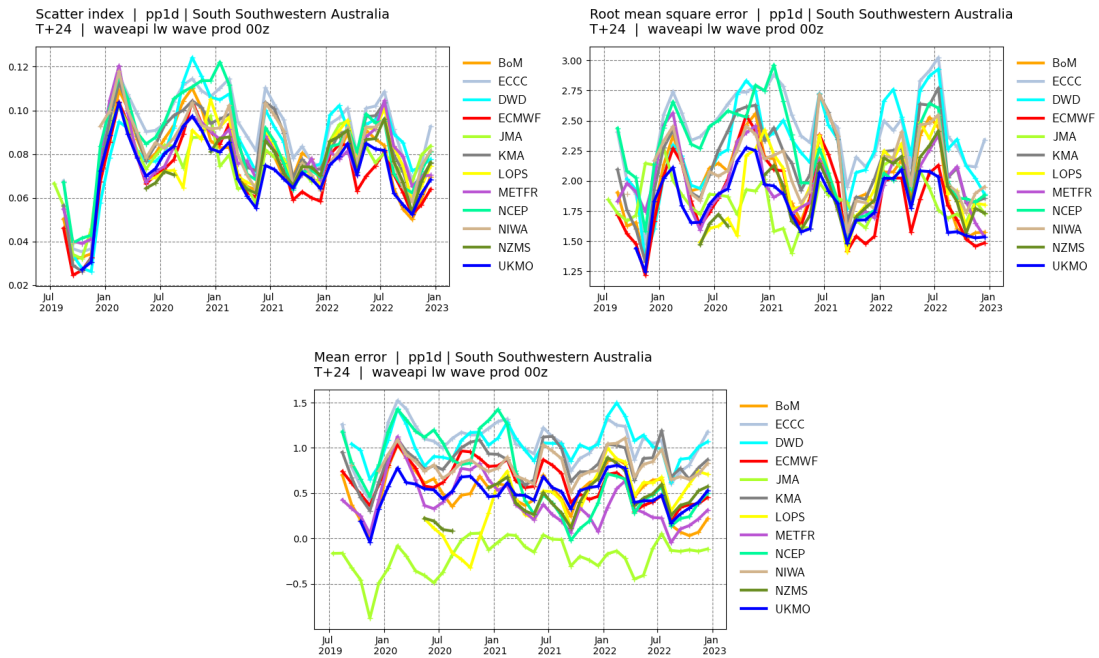 Scatter index | pp1d | South Southwestern Australia
T+24 | waveapi lw wave prod 00z
0.12
0.10
0.08
0.06
0.04
0.02
Jul
2019
Jan
2020
Jul
2020
Jan
2021
Jul
2021
Jan
2022
Jul
2022
Jan
2023
BoM
ECCC
DWD
ECMWF
JMA
KMA
LOPS
METFR
NCEP
NIWA
NZMS
UKMO
Root mean square error | pp1d | South Southwestern Australia
T+24 | waveapi lw wave prod 00z
3.00
2.75
2.50
2.25
2.00
1.75
1.50
1.25
Jul
2019
Jan
2020
Jul
2020
Jan
2021
Jul
2021
Jan
2022
Jul
2022
Jan
2023
BoM
ECCC
DWD
ECMWF
JMA
KMA
LOPS
METFR
NCEP
NIWA
NZMS
UKMO
Mean error | pp1d | South Southwestern Australia
T+24 | waveapi lw wave prod 00z
1.5
1.0
0.5
0.0
−0.5
Jul
2019
Jan
2020
Jul
2020
Jan
2021
Jul
2021
Jan
2022
Jul
2022
Jan
2023
BoM
ECCC
DWD
ECMWF
JMA
KMA
LOPS
METFR
NCEP
NIWA
NZMS
UKMO